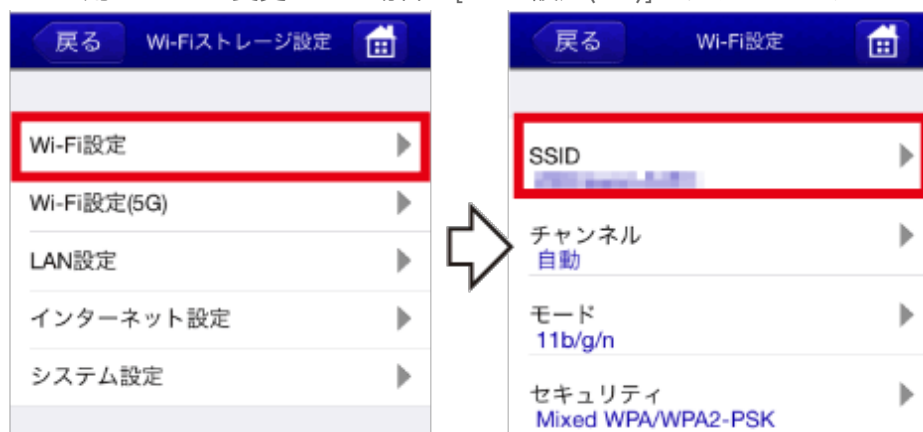 戻る Wi-Fiストレージ設定
Wi-Fi設定
Wi-Fi設定(5G)
LAN設定
インターネット設定
システム設定
戻る Wi-Fi設定
SSID
チャンネル
自動
モード
11b/g/n
セキュリティ
Mixed WPA/WPA2-PSK